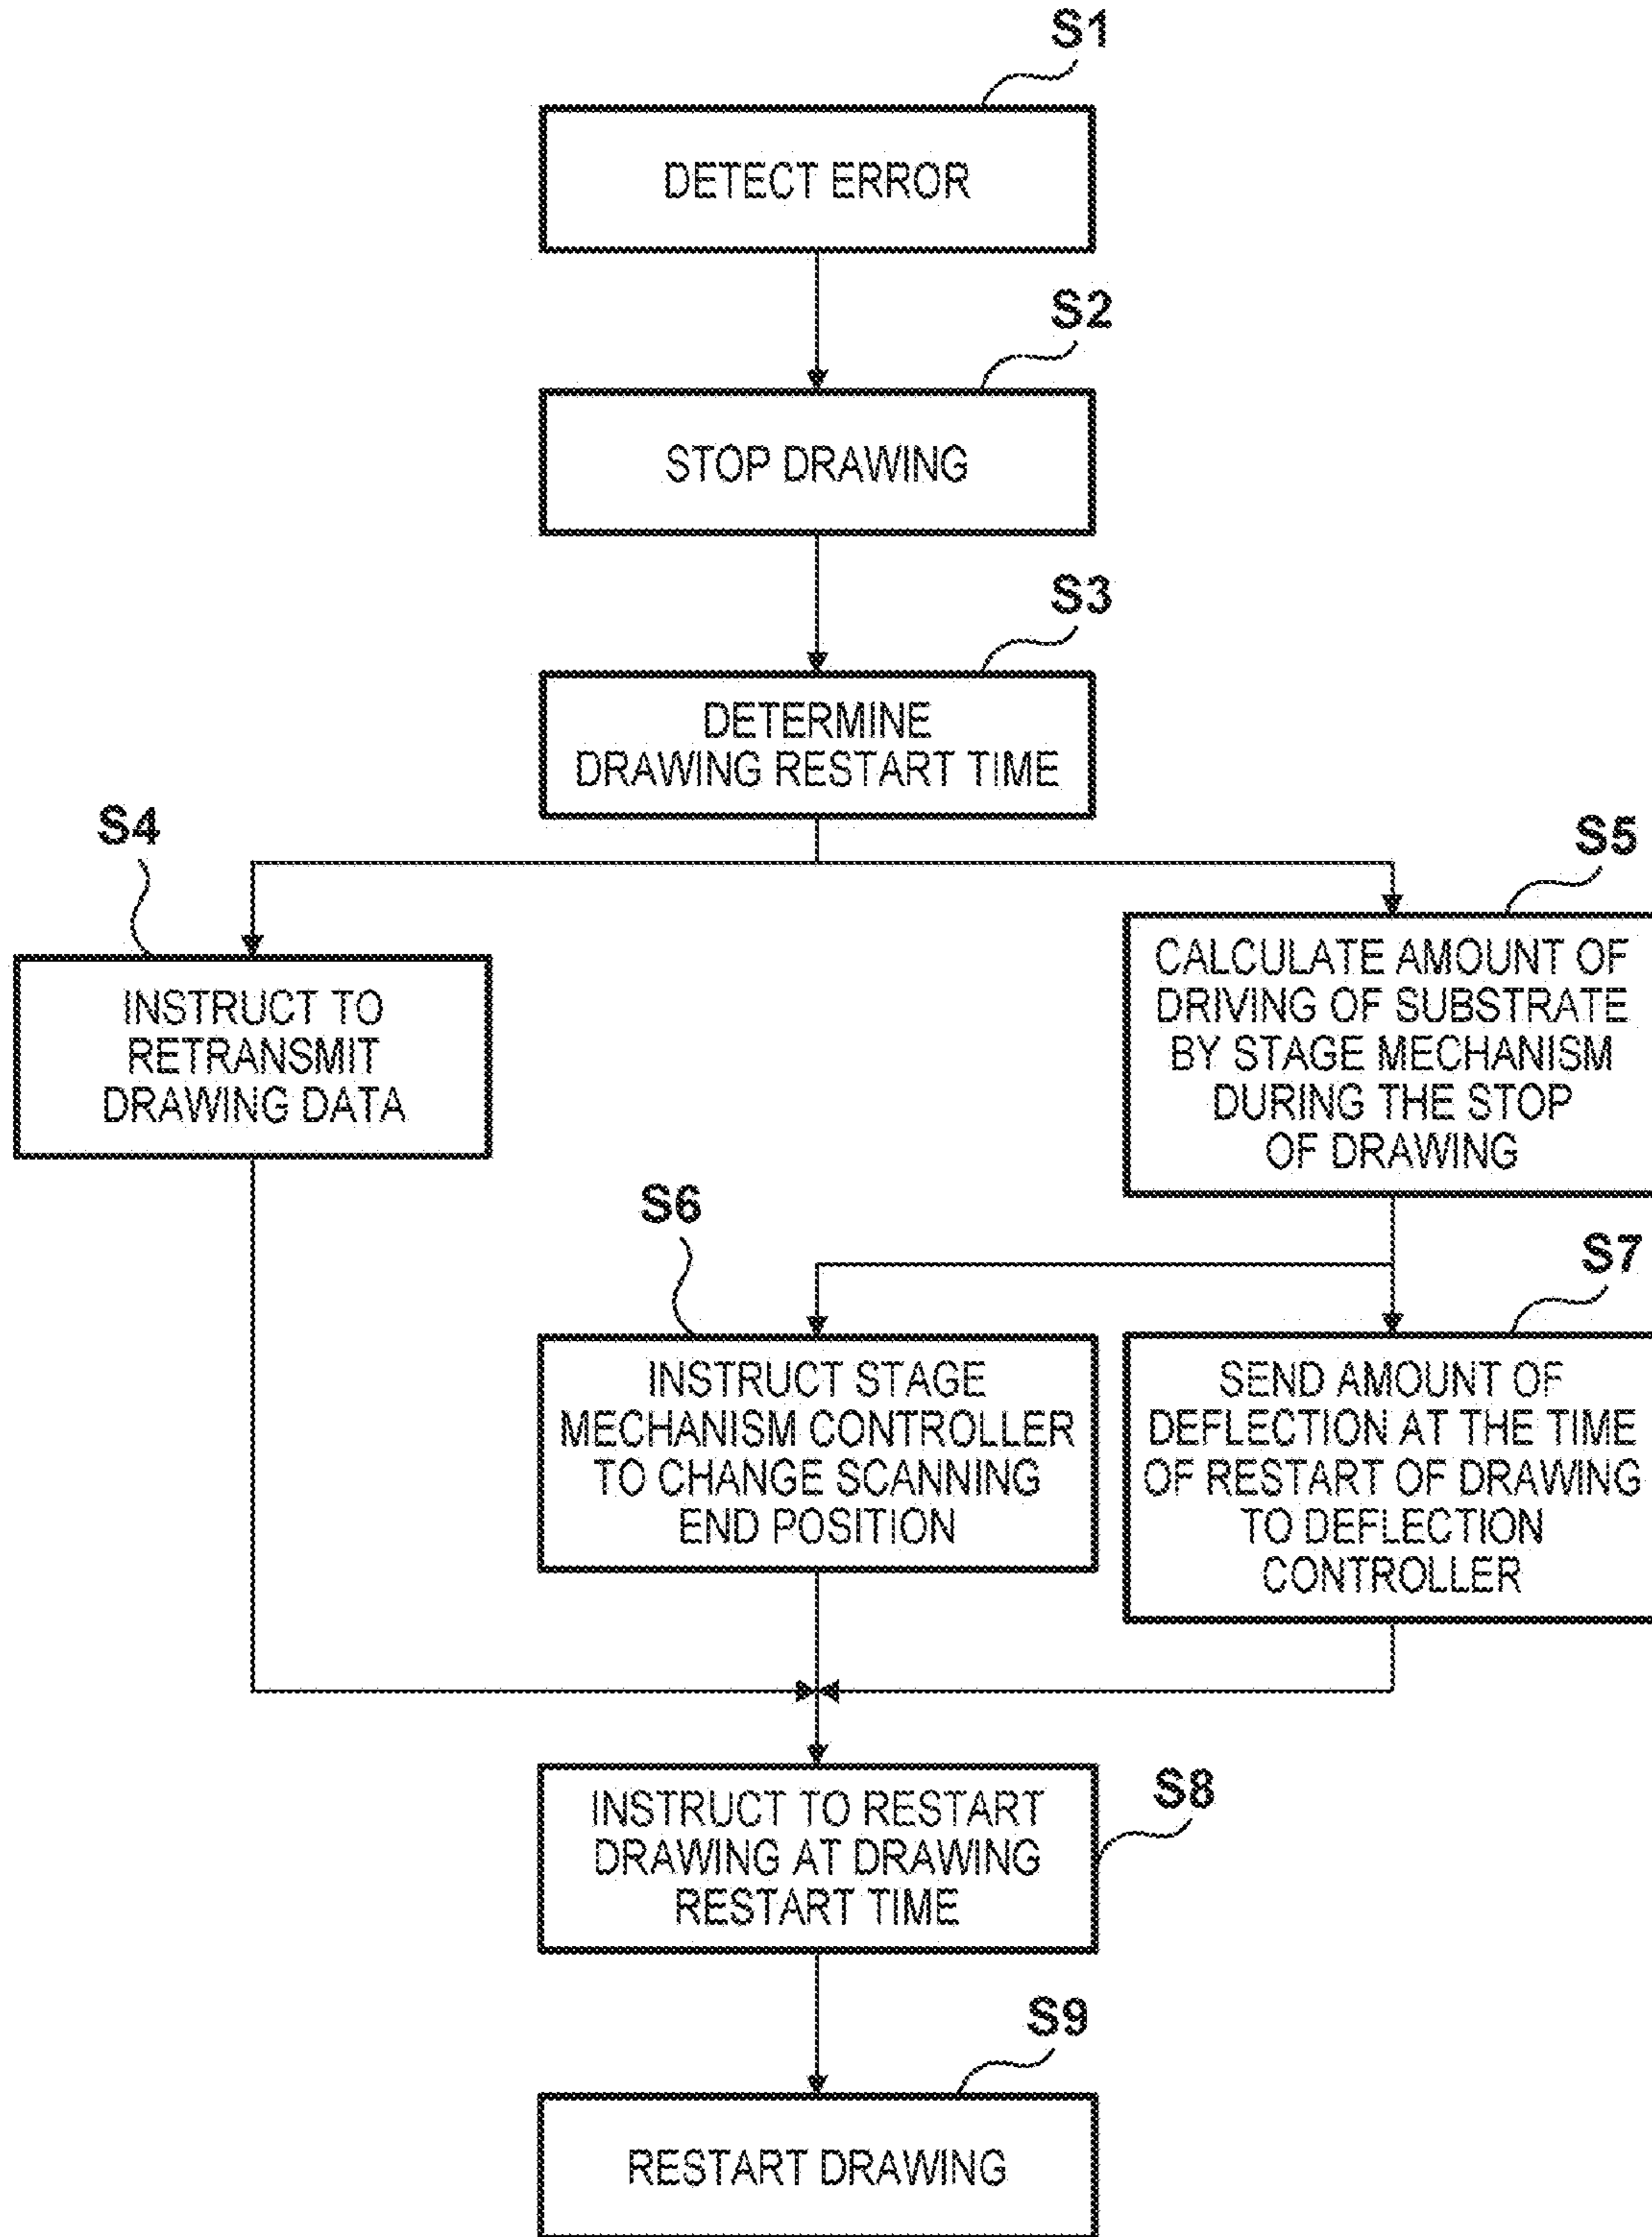 S1
DETECT ERROR
S2
STOP DRAWING
S3
DETERMINE
DRAWING RESTART TIME
S4
INSTRUCT TO
RETRANSMIT
DRAWING DATA
S5
CALCULATE AMOUNT OF
DRIVING OF SUBSTRATE
BY STAGE MECHANISM
DURING THE STOP
OF DRAWING
S6
INSTRUCT STAGE
MECHANISM CONTROLLER
TO CHANGE SCANNING
END POSITION
S7
SEND AMOUNT OF
DEFLECTION AT THE TIME
OF RESTART OF DRAWING
TO DEFLECTION
CONTROLLER
S8
INSTRUCT TO RESTART
DRAWING AT DRAWING
RESTART TIME
S9
RESTART DRAWING